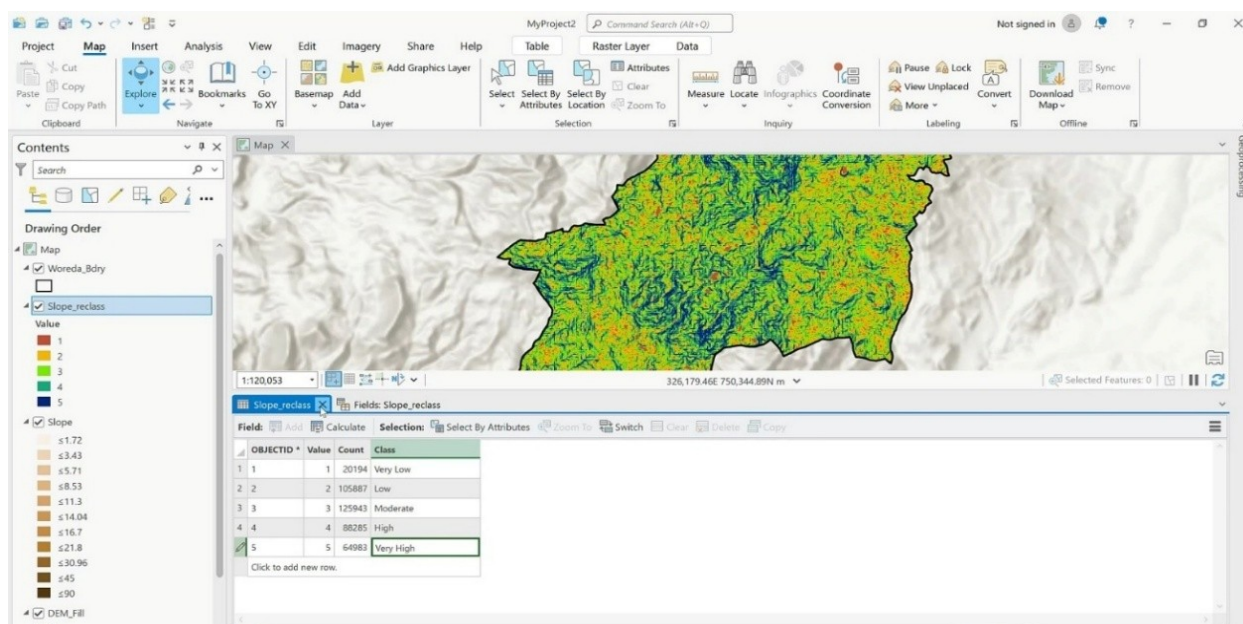 MyProject2 Command Search (Alt+Q) Not signed in ?
Project Map Insert Analysis View Edit Imagery Share Help Table Raster Layer Data
Paste Cut Copy Copy Path
Explore Bookmarks Go To XY
Basemap Add Data Add Graphics Layer
Select Select By Attributes Select By Location Attributes Clear Zoom To
Measure Locate Infographics Coordinate Conversion
Pause Lock View Unplaced More Convert
Download Map Sync Remove
Clipboard Navigate Layer Selection Inquiry Labeling Offline
Contents
Search
Drawing Order
Map
Woreda_Bdry
Slope_reclass
Value
1
2
3
4
5
Slope
≤1.72
≤3.43
≤5.71
≤8.53
≤11.3
≤14.04
≤16.7
≤21.8
≤30.96
≤45
≤90
DEM_Fill
Map
Geoprocessing
1:120,053 326,179.46E 750,344.89N m Selected Features: 0
Slope_reclass Fields: Slope_reclass
Field: Add Calculate Selection: Select By Attributes Zoom To Switch Clear Delete Copy
OBJECTID * Value Count Class
1 1 1 20194 Very Low
2 2 2 105887 Low
3 3 3 125943 Moderate
4 4 4 88285 High
5 5 64983 Very High
Click to add new row.